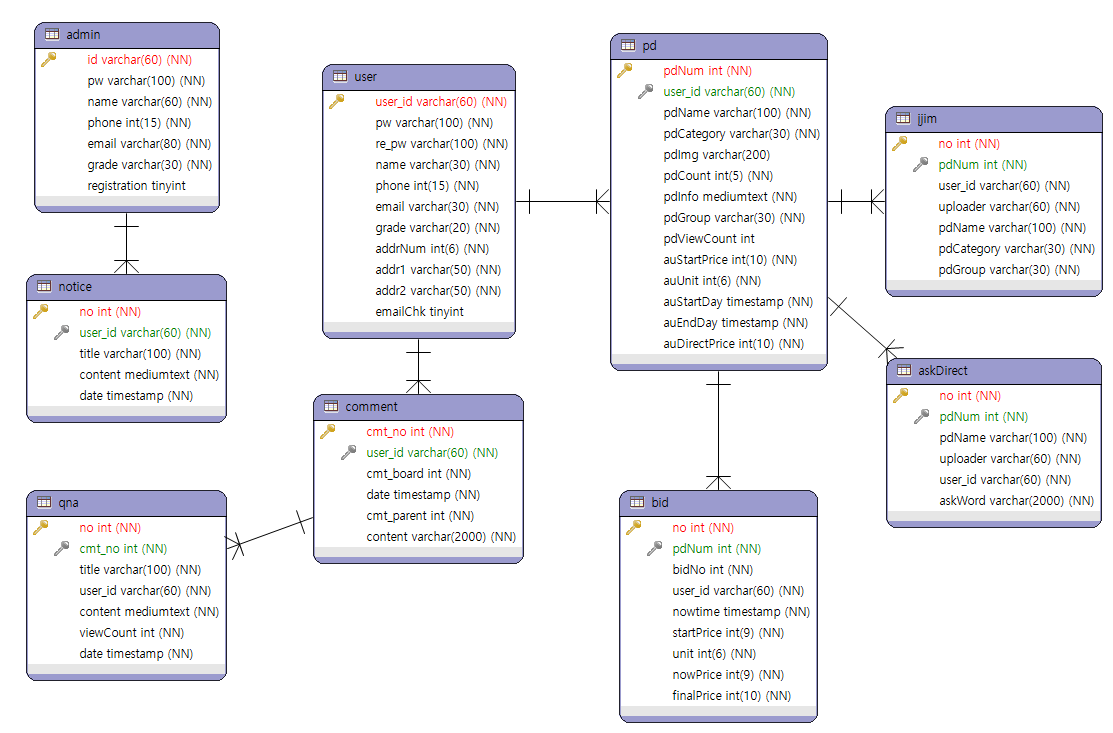 admin
id varchar(60) (NN)
pw varchar(100) (NN)
name varchar(60) (NN)
phone int(15) (NN)
email varchar(80) (NN)
grade varchar(30) (NN)
registration tinyint
notice
no int (NN)
user_id varchar(60) (NN)
title varchar(100) (NN)
content mediumtext (NN)
date timestamp (NN)
qna
no int (NN)
cmt_no int (NN)
title varchar(100) (NN)
user_id varchar(60) (NN)
content mediumtext (NN)
viewCount int (NN)
date timestamp (NN)
user
user_id varchar(60) (NN)
pw varchar(100) (NN)
re_pw varchar(100) (NN)
name varchar(30) (NN)
phone int(15) (NN)
email varchar(30) (NN)
grade varchar(20) (NN)
addrNum int(6) (NN)
addr1 varchar(50) (NN)
addr2 varchar(50) (NN)
emailChk tinyint
comment
cmt_no int (NN)
user_id varchar(60) (NN)
cmt_board int (NN)
date timestamp (NN)
cmt_parent int (NN)
content varchar(2000) (NN)
pd
pdNum int (NN)
user_id varchar(60) (NN)
pdName varchar(100) (NN)
pdCategory varchar(30) (NN)
pdImg varchar(200)
pdCount int(5) (NN)
pdInfo mediumtext (NN)
pdGroup varchar(30) (NN)
pdViewCount int
auStartPrice int(10) (NN)
auUnit int(6) (NN)
auStartDay timestamp (NN)
auEndDay timestamp (NN)
auDirectPrice int(10) (NN)
bid
no int (NN)
pdNum int (NN)
bidNo int (NN)
user_id varchar(60) (NN)
nowtime timestamp (NN)
startPrice int(9) (NN)
unit int(6) (NN)
nowPrice int(9) (NN)
finalPrice int(10) (NN)
jjim
no int (NN)
pdNum int (NN)
user_id varchar(60) (NN)
uploader varchar(60) (NN)
pdName varchar(100) (NN)
pdCategory varchar(30) (NN)
pdGroup varchar(30) (NN)
askDirect
no int (NN)
pdNum int (NN)
pdName varchar(100) (NN)
uploader varchar(60) (NN)
user_id varchar(60) (NN)
askWord varchar(2000) (NN)